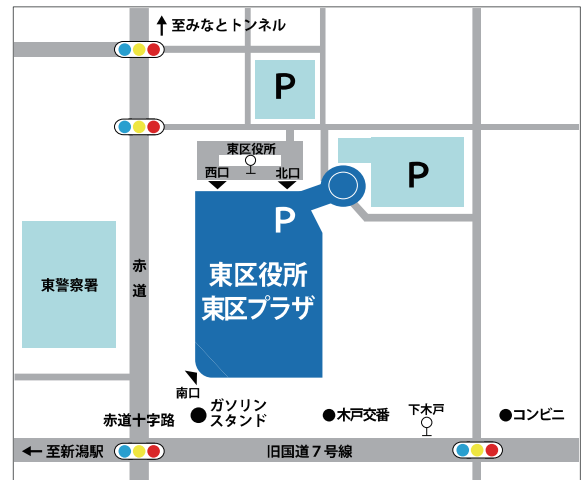 至みなとトンネル
P
東区役所
西口
北口
P
P
東区役所
東区プラザ
東警察署
赤道
南口
ガソリン
スタンド
木戸交番
下木戸
コンビニ
赤道十字路
至新潟駅
旧国道7号線